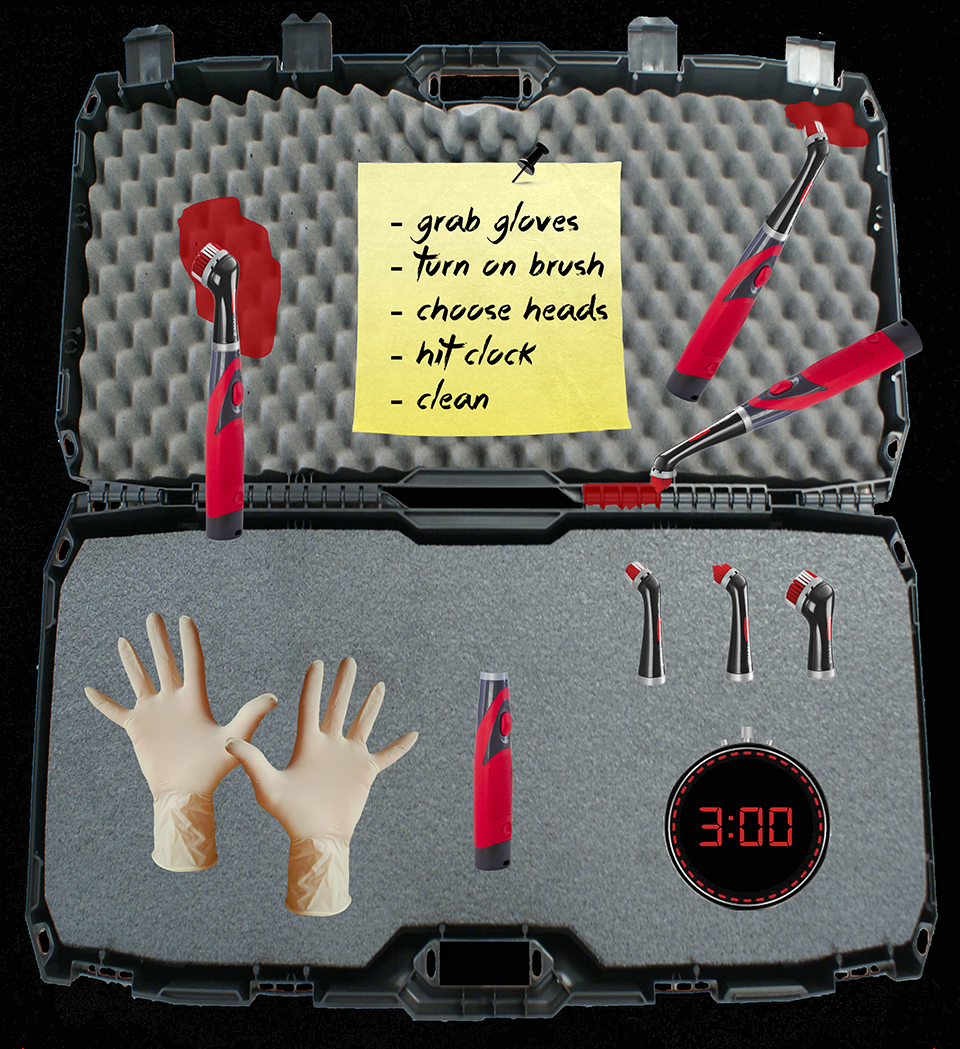 - grab gloves
- turn on brush
- choose heads
- hit clock
- clean
3:00